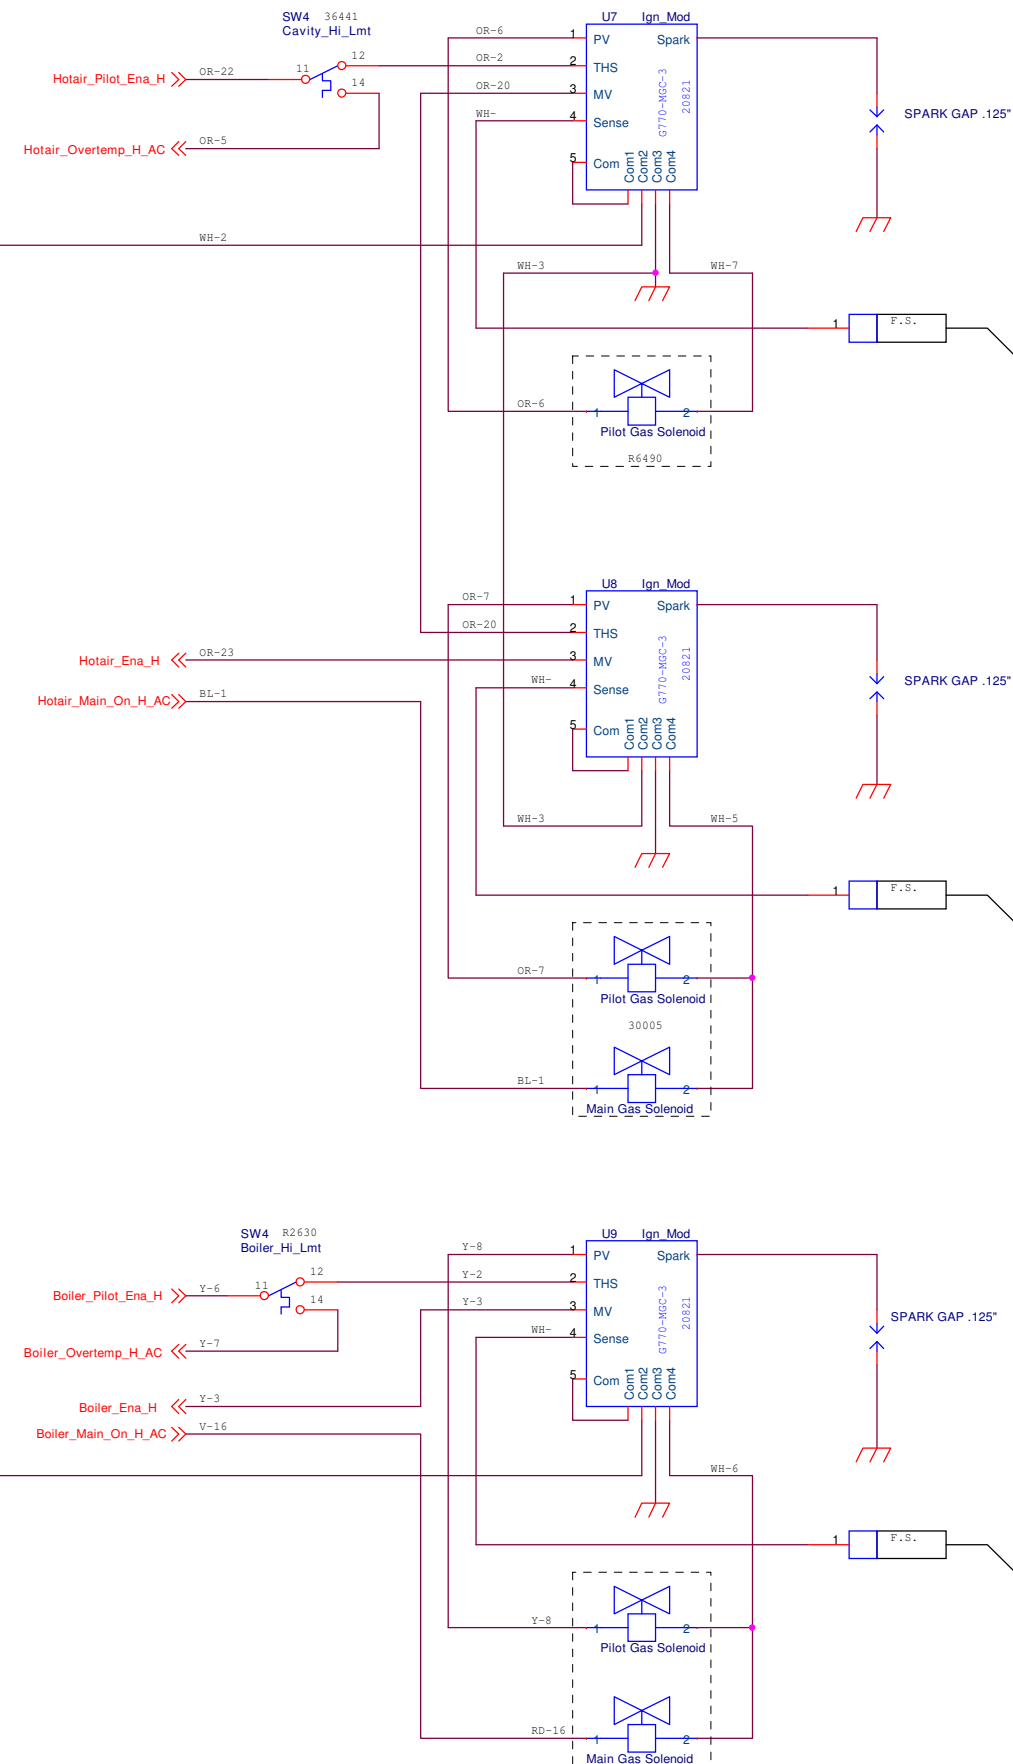 SW4 36441
Cavity_Hi_Lmt
U7 Ign_Mod
OR-6 1 PV Spark
12
OR-2 2 THS
11
Hotair_Pilot_Ena_H OR-22
14
OR-20 3 MV
G770-MGC-3
20821
WH- 4 Sense
SPARK GAP .125"
Hotair_Overtemp_H_AC OR-5
5 Com Com1 Com2 Com3 Com4
WH-2
WH-3 WH-7
1 F.S.
OR-6 1 2
Pilot Gas Solenoid
R6490
U8 Ign_Mod
OR-7 1 PV Spark
OR-20 2 THS
Hotair_Ena_H OR-23 3 MV
G770-MGC-3
20821
WH- 4 Sense
SPARK GAP .125"
Hotair_Main_On_H_AC BL-1
5 Com Com1 Com2 Com3 Com4
WH-3 WH-5
1 F.S.
OR-7 1 2
Pilot Gas Solenoid
30005
BL-1 1 2
Main Gas Solenoid
SW4 R2630
Boiler_Hi_Lmt
U9 Ign_Mod
Y-8 1 PV Spark
12
Y-2 2 THS
11
Boiler_Pilot_Ena_H Y-6
14
Y-3 3 MV
G770-MGC-3
20821
WH- 4 Sense
SPARK GAP .125"
Boiler_Overtemp_H_AC Y-7
5 Com Com1 Com2 Com3 Com4
Boiler_Ena_H Y-3
Boiler_Main_On_H_AC V-16
WH-6
1 F.S.
Y-8 1 2
Pilot Gas Solenoid
RD-16 1 2
Main Gas Solenoid